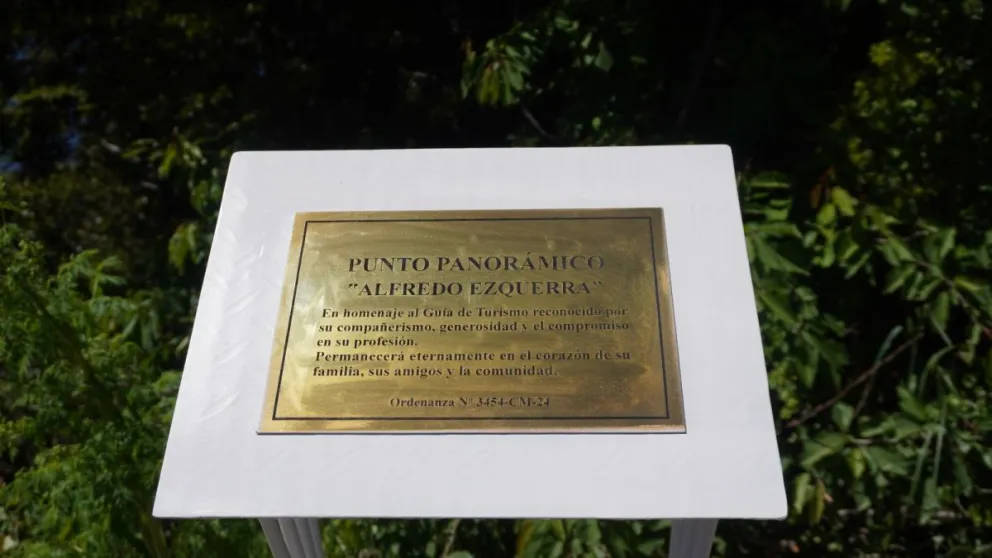 PUNTO PANORÁMICO
"ALFREDO EZQUERRA"
En homenaje al Guía de Turismo reconocido por
su compañerismo, generosidad y el compromiso
en su profesión.
Permanecerá eternamente en el corazón de su
familia, sus amigos y la comunidad.
Ordenanza N° 3454-CM-24